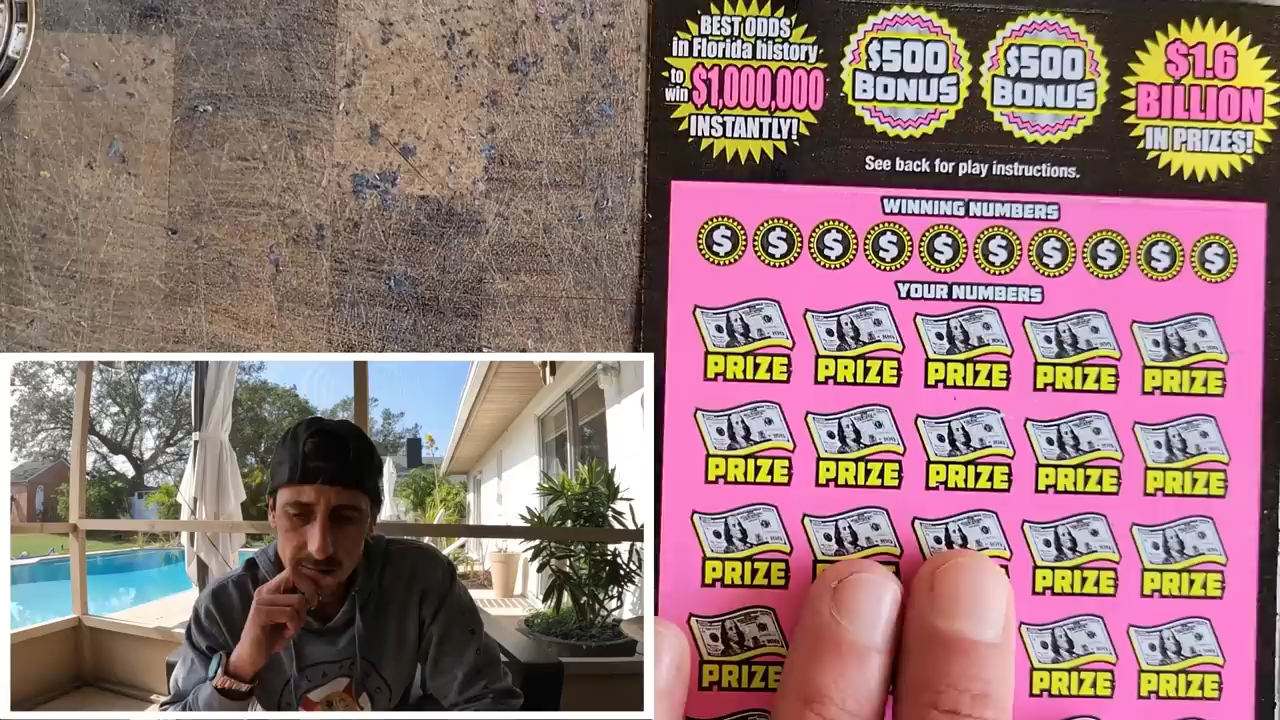 BEST ODDS
in Florida history
to win $1,000,000
INSTANTLY!
$500
BONUS
$500
BONUS
$1.6
BILLION
IN PRIZES!
See back for play instructions.
WINNING NUMBERS
$ $ $ $ $ $ $ $ $ $
YOUR NUMBERS
PRIZE PRIZE PRIZE PRIZE PRIZE
PRIZE PRIZE PRIZE PRIZE PRIZE
PRIZE PRIZE PRIZE
PRIZE PRIZE PRIZE